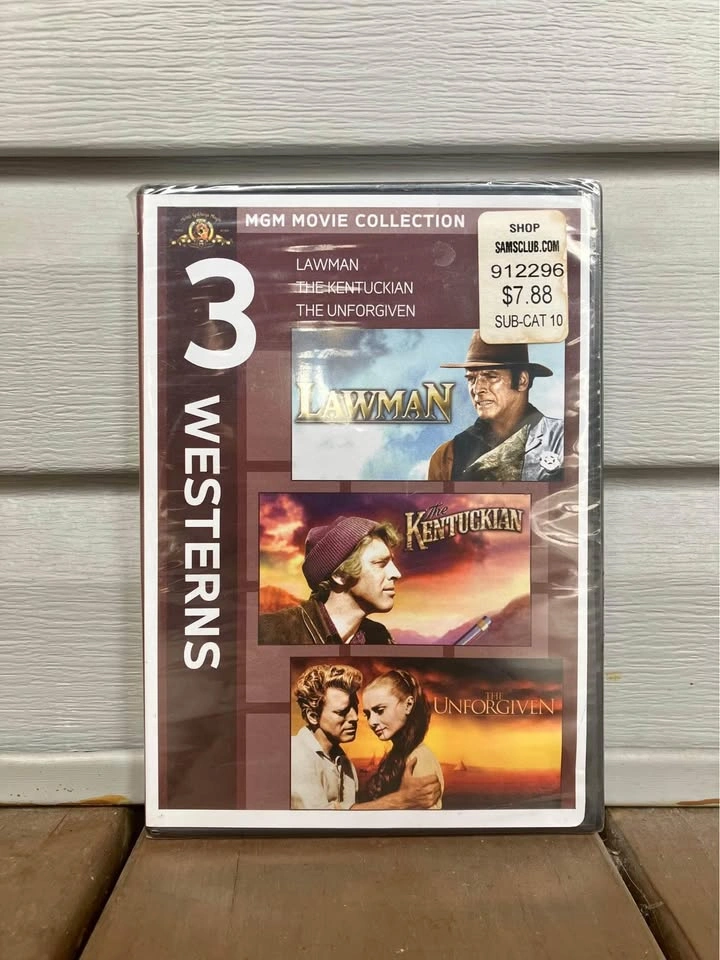 MGM MOVIE COLLECTION
SHOP
SAMSCLUB.COM
912296
$7.88
SUB-CAT 10
3 WESTERNS
LAWMAN
THE KENTUCKIAN
THE UNFORGIVEN
LAWMAN
The
KENTUCKIAN
THE
UNFORGIVEN